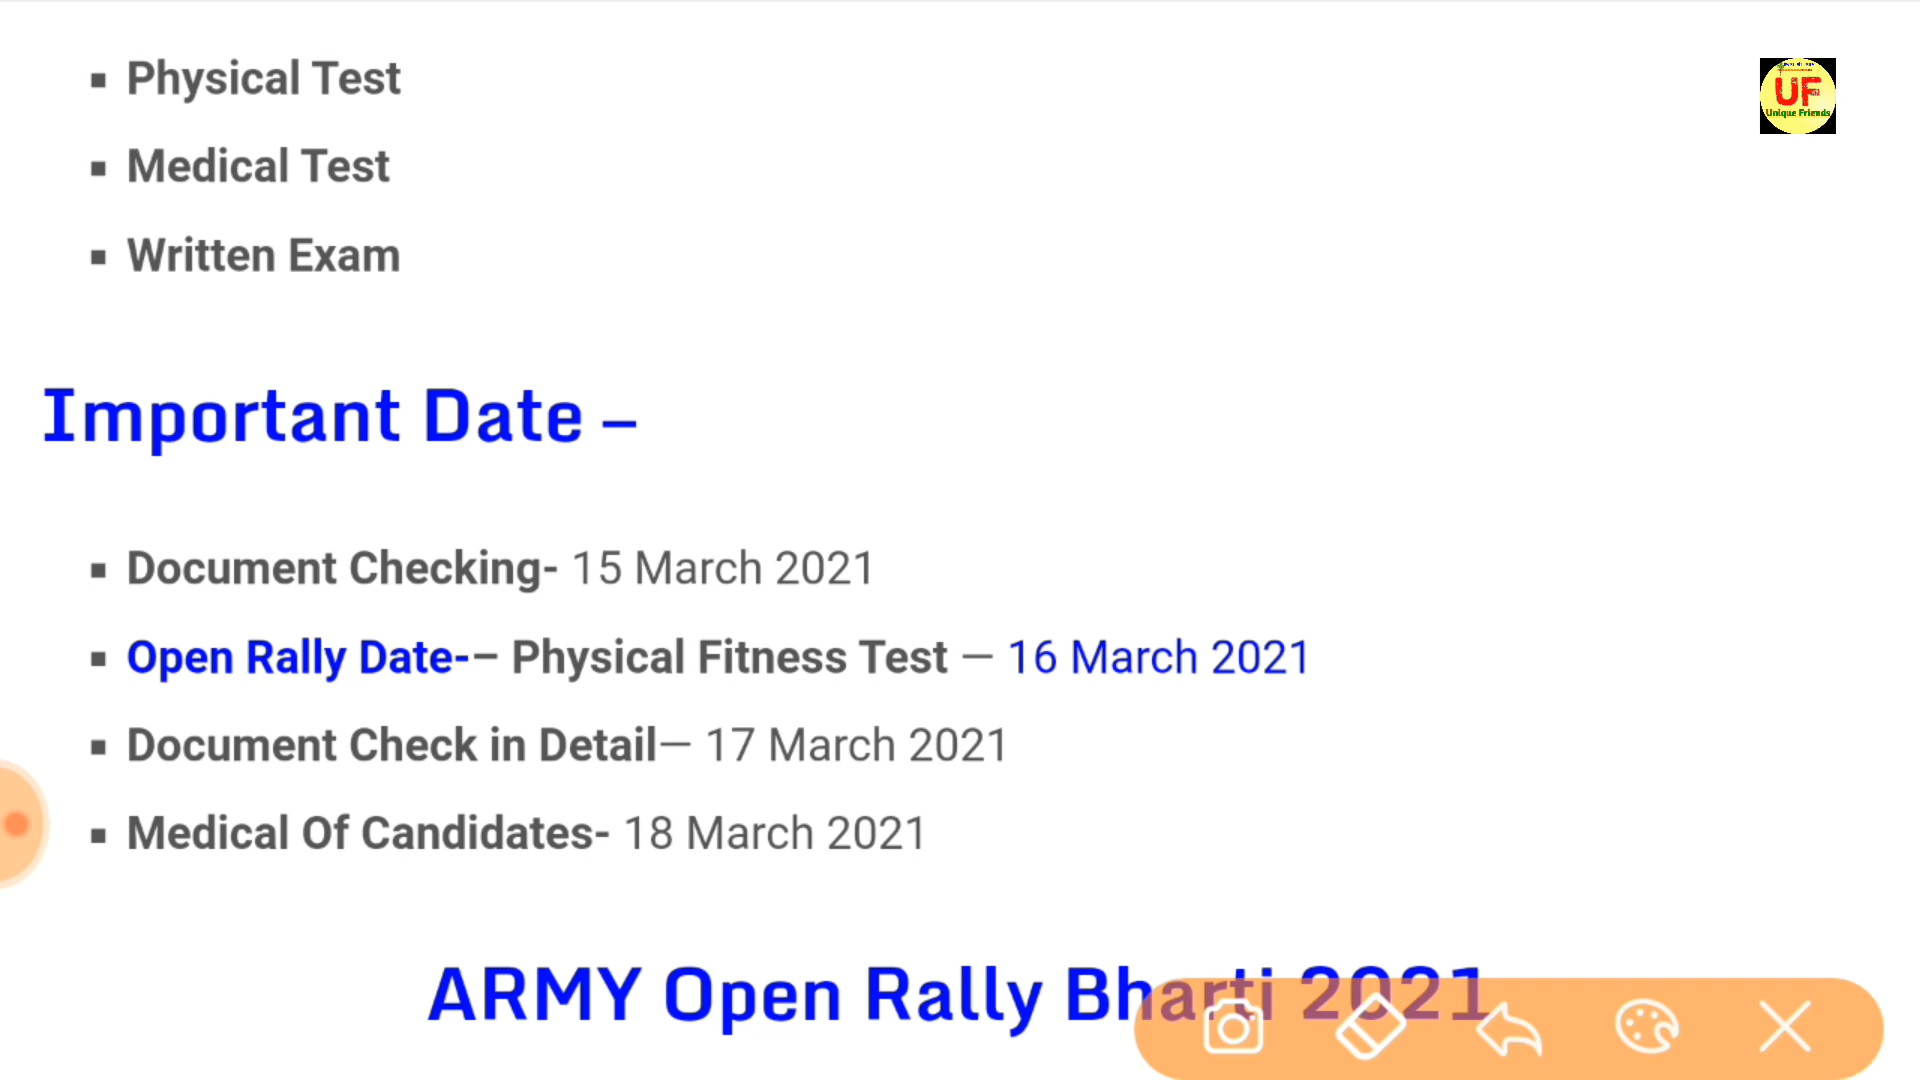 Physical Test
UF
Unique Friends
Medical Test
Written Exam
Important Date –
Document Checking- 15 March 2021
Open Rally Date-– Physical Fitness Test — 16 March 2021
Document Check in Detail— 17 March 2021
Medical Of Candidates- 18 March 2021
ARMY Open Rally Bharti 2021